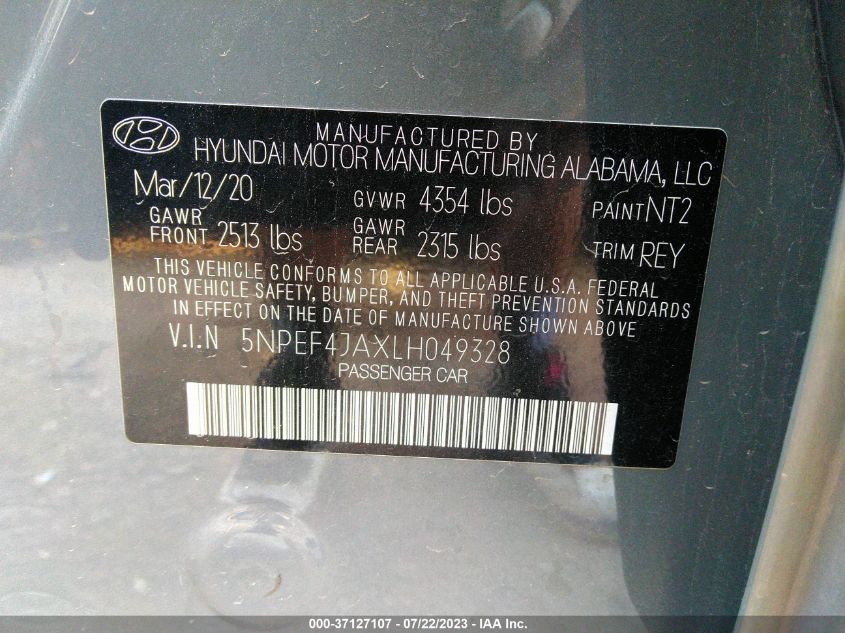 MANUFACTURED BY
HYUNDAI MOTOR MANUFACTURING ALABAMA, LLC
Mar/12/20 GVWR 4354 lbs PAINT NT2
GAWR FRONT 2513 lbs GAWR REAR 2315 lbs TRIM REY
THIS VEHICLE CONFORMS TO ALL APPLICABLE U.S.A. FEDERAL
MOTOR VEHICLE SAFETY, BUMPER, AND THEFT PREVENTION STANDARDS
IN EFFECT ON THE DATE OF MANUFACTURE SHOWN ABOVE
V.I.N 5NPEF4JAXLH049328
PASSENGER CAR
000-37127107 - 07/22/2023 - © IAA Inc.